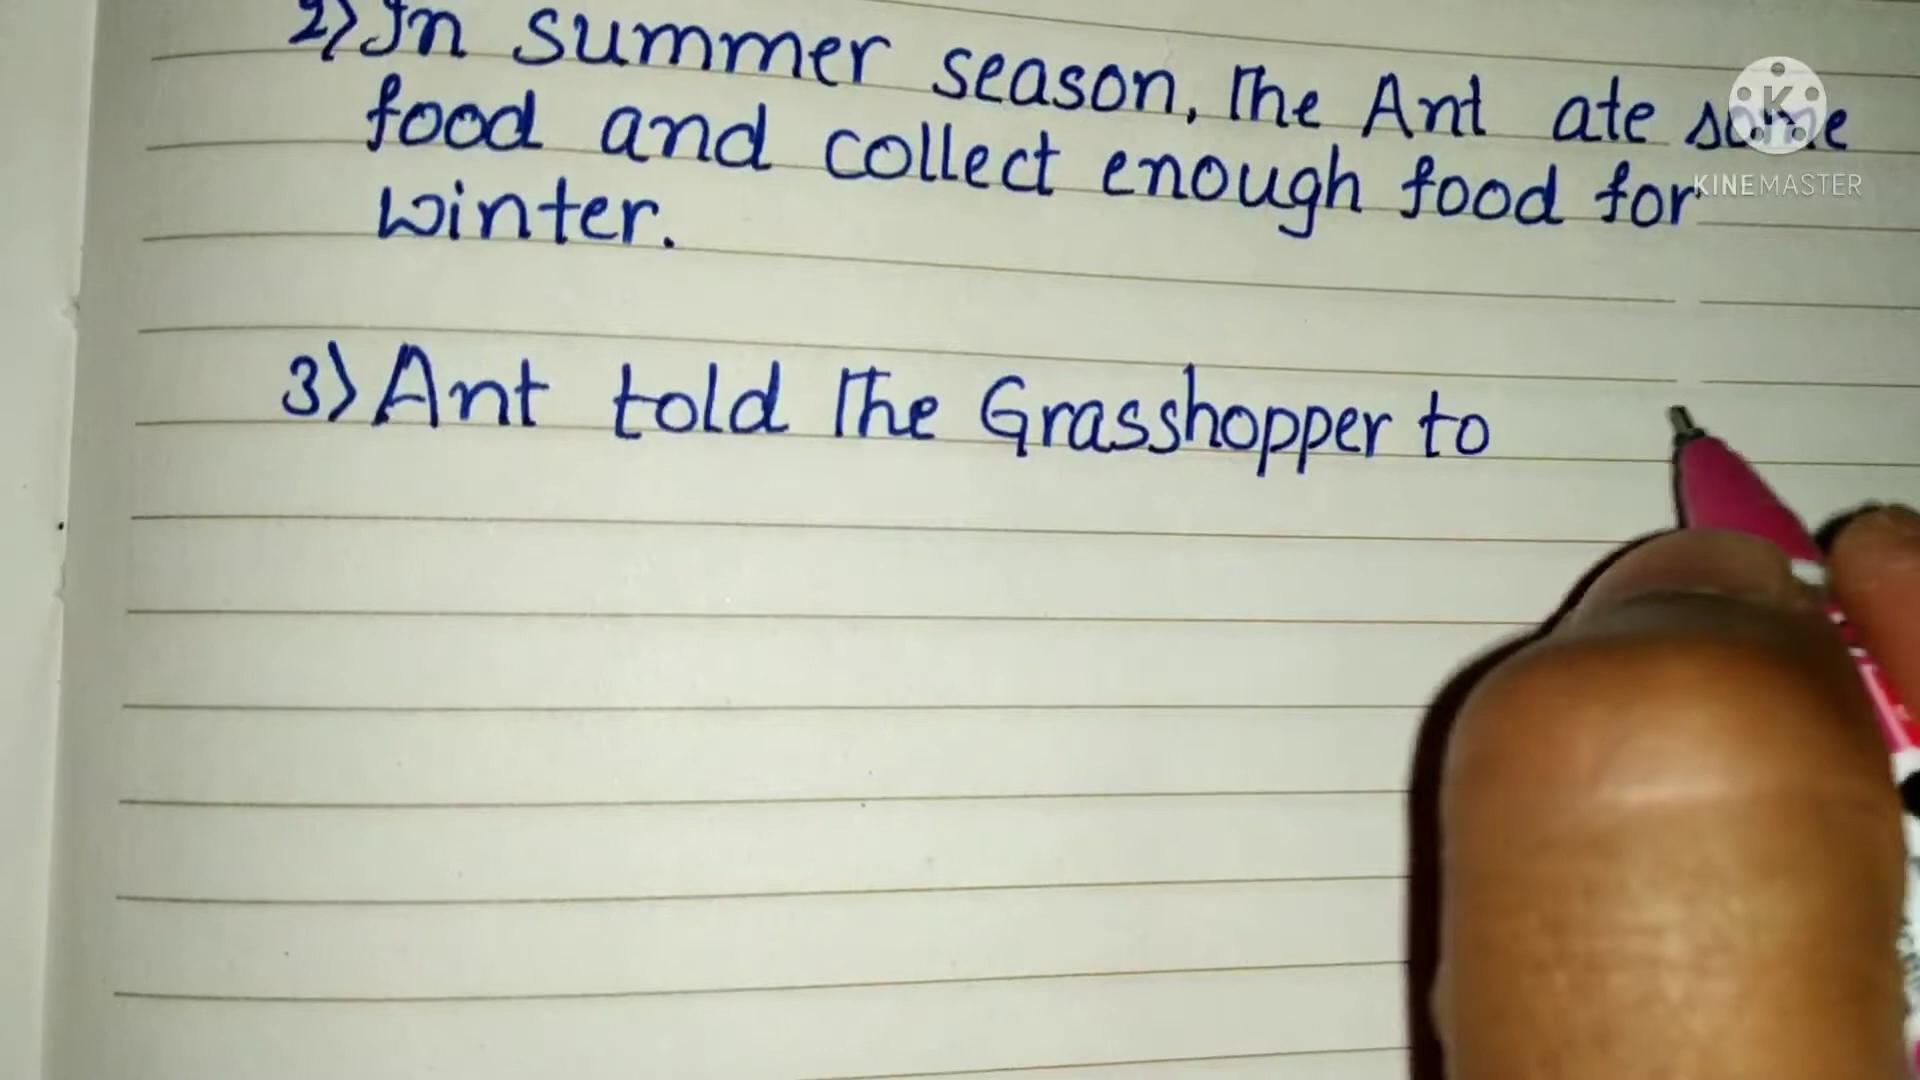 2) In summer season, The Ant ate some
food and collect enough food for
winter.
3) Ant told The Grasshopper to
K
KINEMASTER